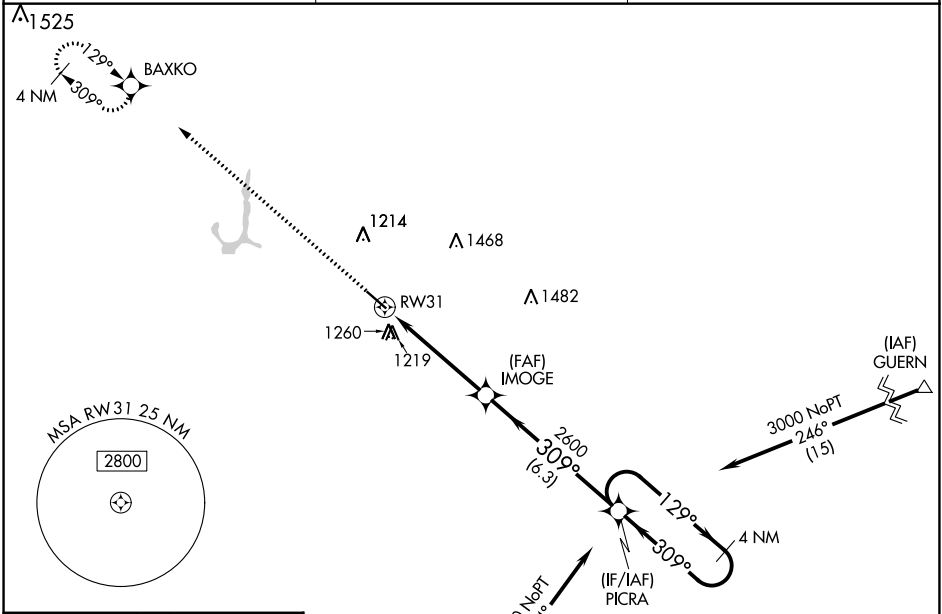 1525
129°
BAXKO
4 NM
309°
1214
1468
RW31
1482
1260
1219
(IAF)
GUERN
(FAF)
IMOGE
3000 NoPT
246°
(15)
MSA RW31 25 NM
2800
2600
309°
(6.3)
129°
309°
4 NM
(IF/IAF)
PICRA
NoPT